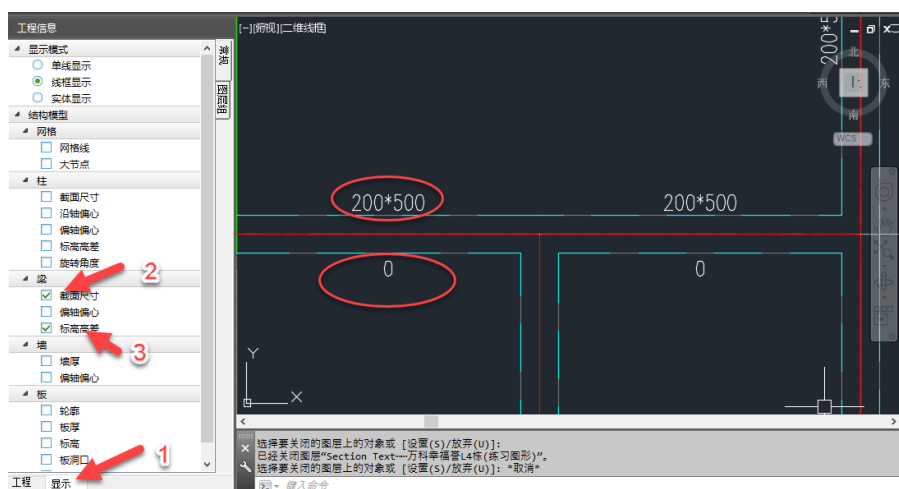 工程信息
显示模式
单线显示
线框显示
实体显示
结构模型
网格
网格线
大节点
柱
截面尺寸
沿轴偏心
偏轴偏心
标高高差
旋转角度
梁
截面尺寸
偏轴偏心
标高高差
墙
墙厚
偏轴偏心
板
轮廓
板厚
标高
板洞口
工程
显示
1
2
3
[-][俯视][二维线框]
200*5
北
西
东
南
WCS
200*500
200*500
0
0
Y
X
选择要关闭的图层上的对象或 [设置(S)/放弃(U)]:
已经关闭图层"Section Text——万科幸福誉L4栋(练习图形)"。
选择要关闭的图层上的对象或 [设置(S)/放弃(U)]: *取消*
键入命令